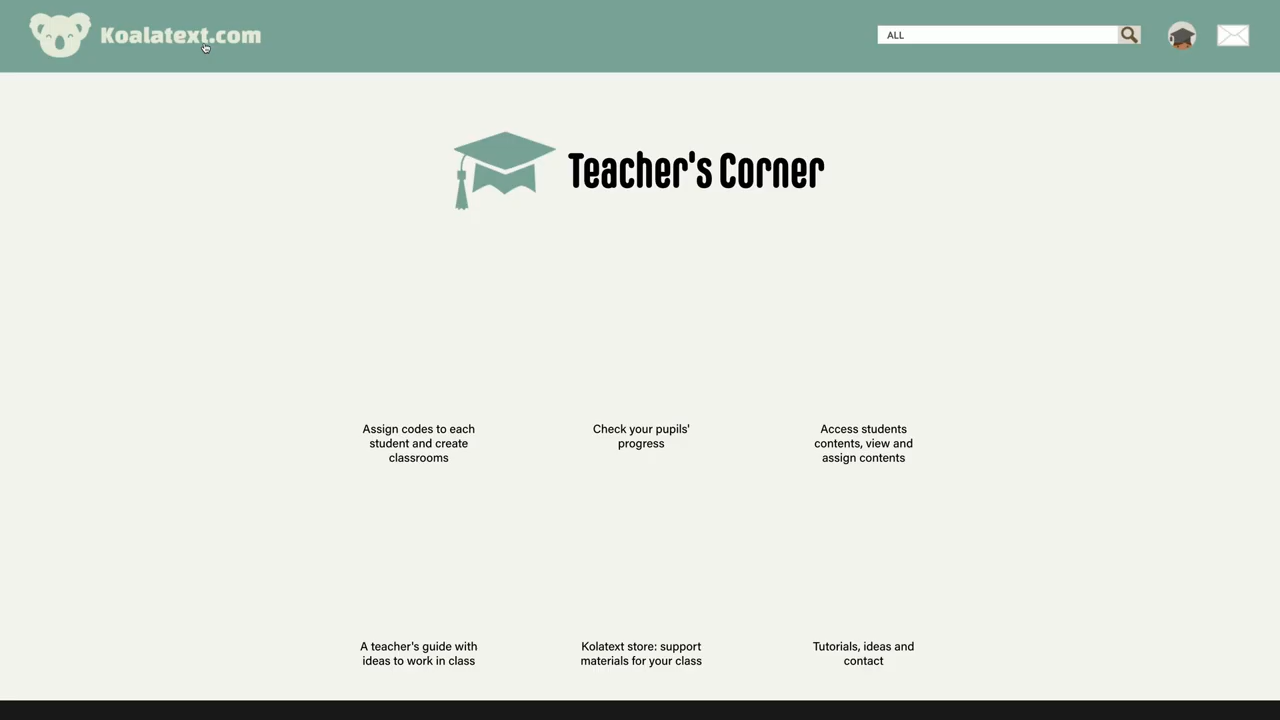 Koalatext.com
ALL
Teacher's Corner
Assign codes to each
student and create
classrooms
Check your pupils'
progress
Access students
contents, view and
assign contents
A teacher's guide with
ideas to work in class
Kolatext store: support
materials for your class
Tutorials, ideas and
contact